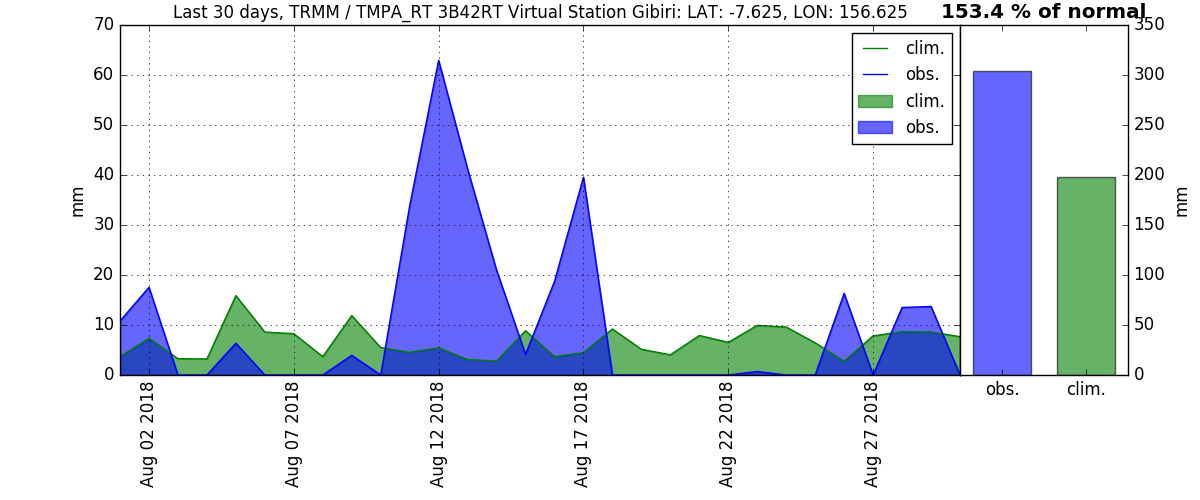 Last 30 days, TRMM / TMPA_RT 3B42RT Virtual Station Gibiri: LAT: -7.625, LON: 156.625
153.4 % of normal
70
60
50
40
30
20
10
0
mm
clim.
obs.
clim.
obs.
350
300
250
200
150
100
50
0
mm
obs.
clim.
Aug 02 2018
Aug 07 2018
Aug 12 2018
Aug 17 2018
Aug 22 2018
Aug 27 2018